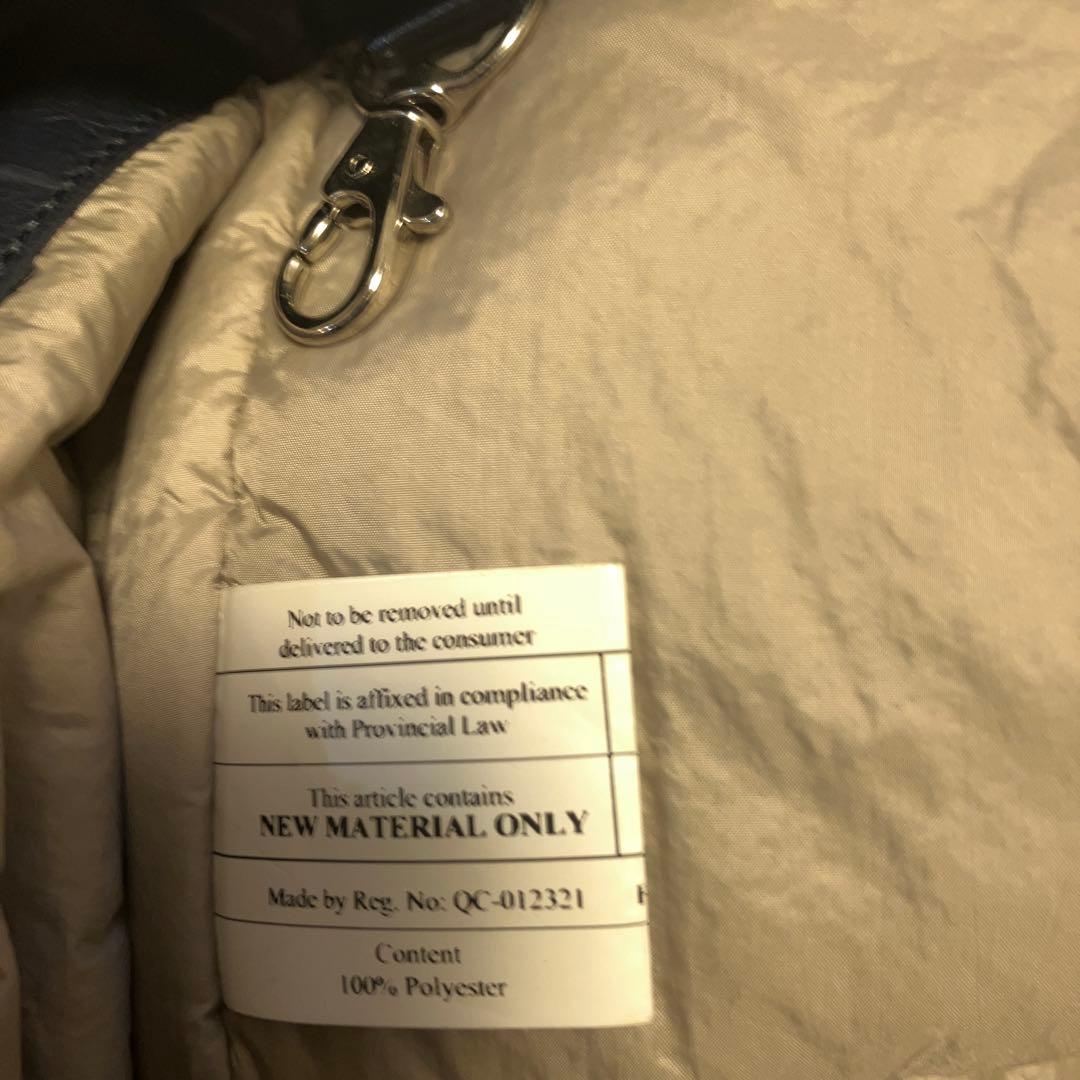 Not to be removed until
delivered to the consumer
This label is affixed in compliance
with Provincial Law
This article contains
NEW MATERIAL ONLY
Made by Reg. No: QC-012321
Content
100% Polyester